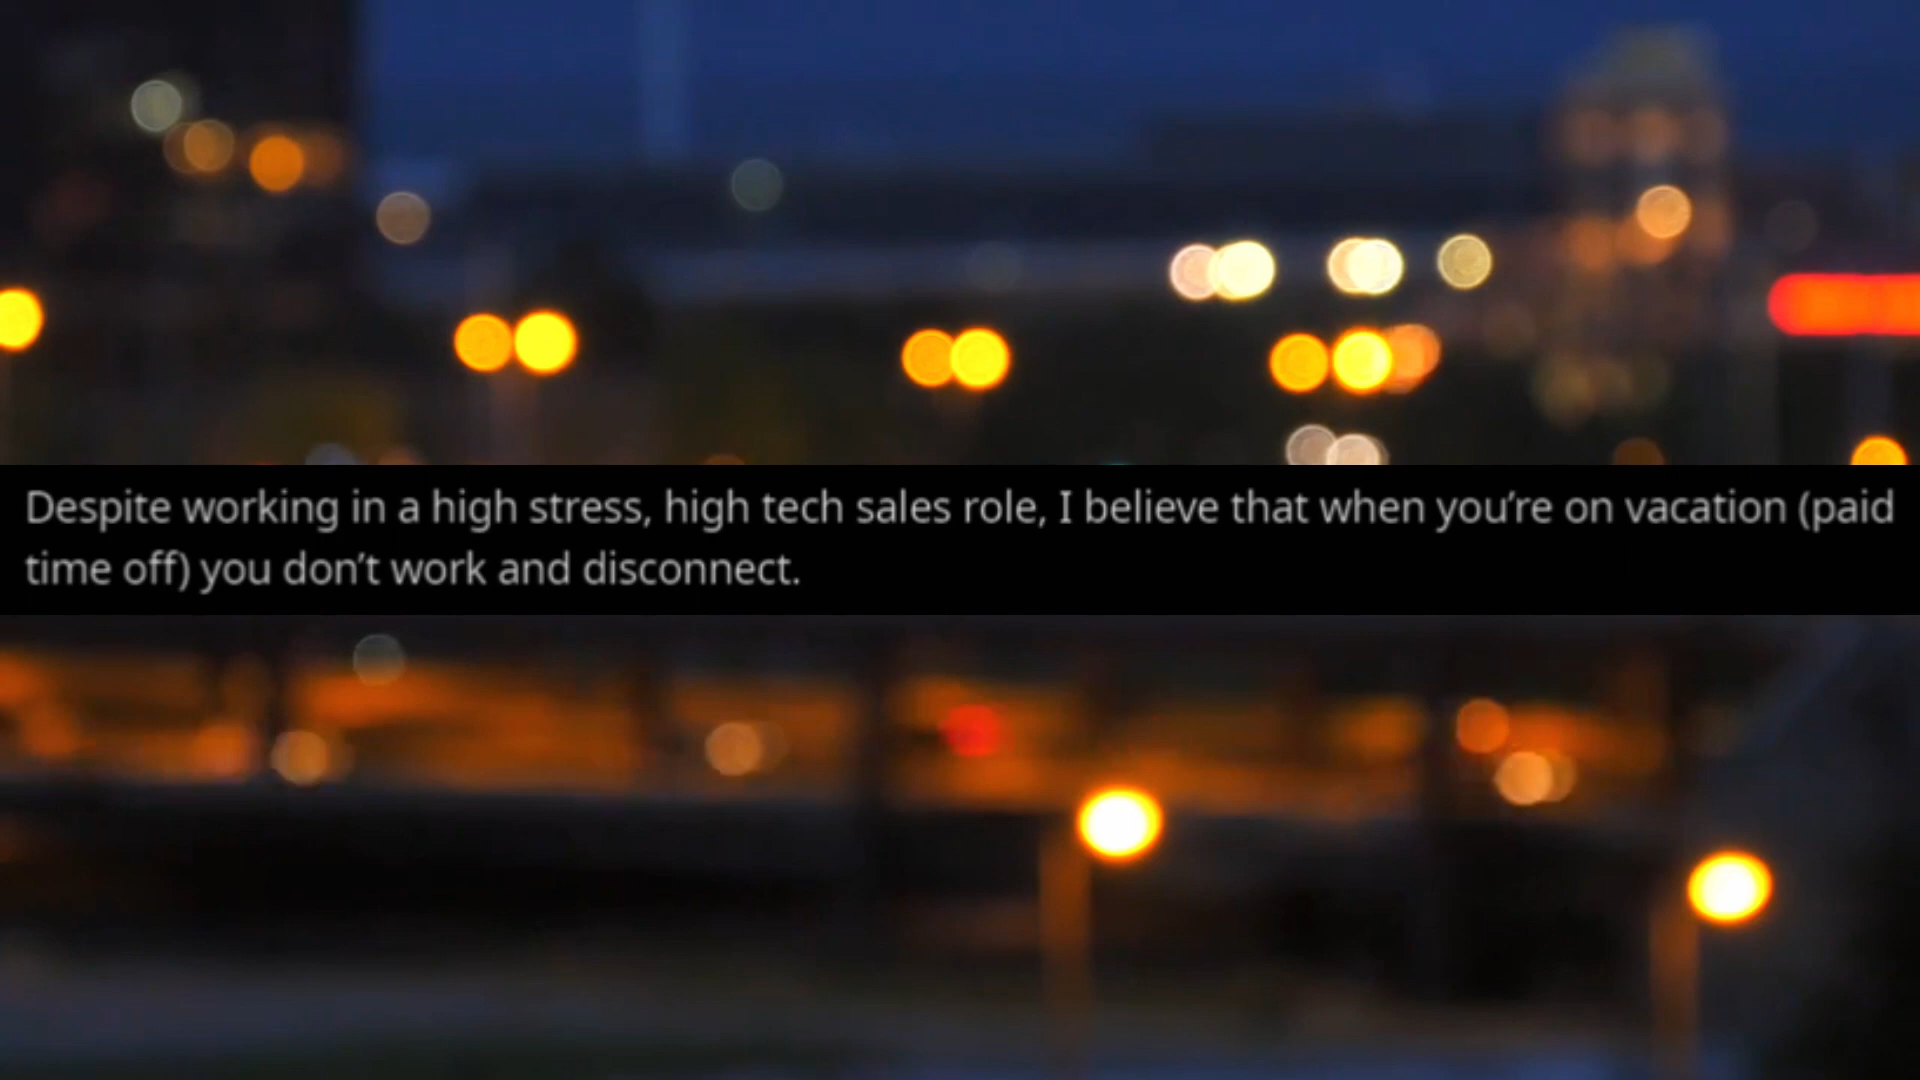 Despite working in a high stress, high tech sales role, I believe that when you’re on vacation (paid
time off) you don’t work and disconnect.